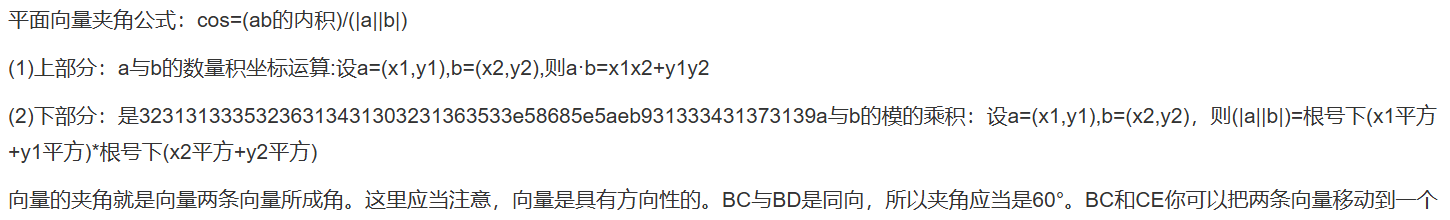 平面向量夹角公式：cos=(ab的内积)/(|a||b|)
(1)上部分：a与b的数量积坐标运算:设a=(x1,y1),b=(x2,y2),则a·b=x1x2+y1y2
(2)下部分：是32313133353236313431303231363533e58685e5aeb931333431373139a与b的模的乘积：设a=(x1,y1),b=(x2,y2)，则(|a||b|)=根号下(x1平方
+y1平方)*根号下(x2平方+y2平方)
向量的夹角就是向量两条向量所成角。这里应当注意，向量是具有方向性的。BC与BD是同向，所以夹角应当是60°。BC和CE你可以把两条向量移动到一个